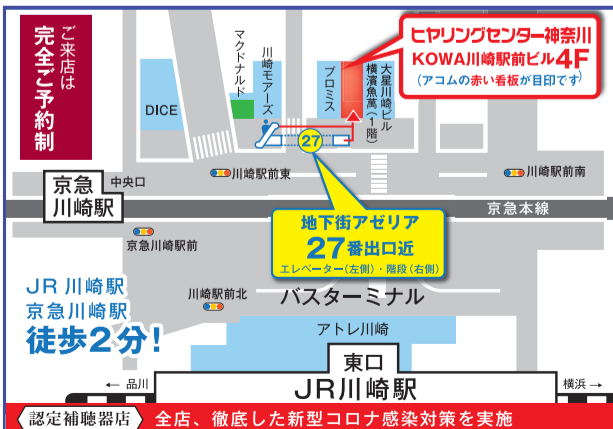 ご来店は
完全ご予約制
DICE
マクドナルド
川崎モアーズ
プロミス
大星川崎ビル
横濱魚萬(1階)
ヒヤリングセンター神奈川
KOWA川崎駅前ビル4F
(アコムの赤い看板が目印です)
27
川崎駅前東
川崎駅前南
京急
川崎駅
中央口
京急本線
京急川崎駅前
地下街アゼリア
27番出口近
エレベーター(左側)・階段(右側)
川崎駅前北
バスターミナル
JR川崎駅
京急川崎駅
徒歩2分!
アトレ川崎
東口
JR川崎駅
← 品川
横浜 →
認定補聴器店
全店、徹底した新型コロナ感染対策を実施